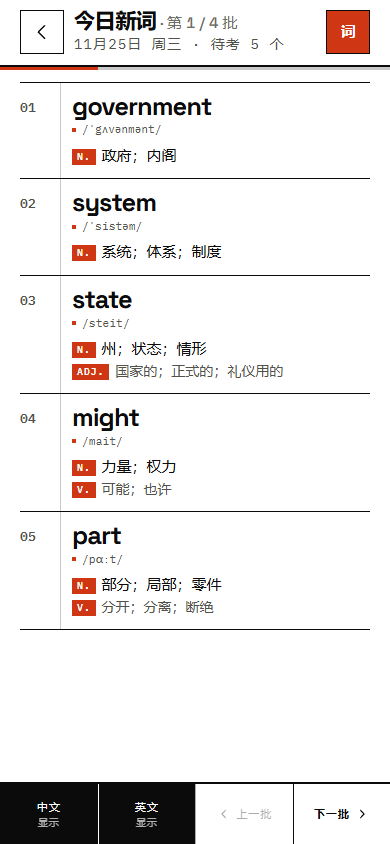 今日新词·第 1/4 批
11月25日 周三 · 待考 5 个
词
01
government
/ˈgʌvənmənt/
N. 政府；内阁
02
system
/ˈsistəm/
N. 系统；体系；制度
03
state
/steit/
N. 州；状态；情形
ADJ. 国家的；正式的；礼仪用的
04
might
/mait/
N. 力量；权力
V. 可能；也许
05
part
/pɑːt/
N. 部分；局部；零件
V. 分开；分离；断绝
中文
显示
英文
显示
上一批
下一批